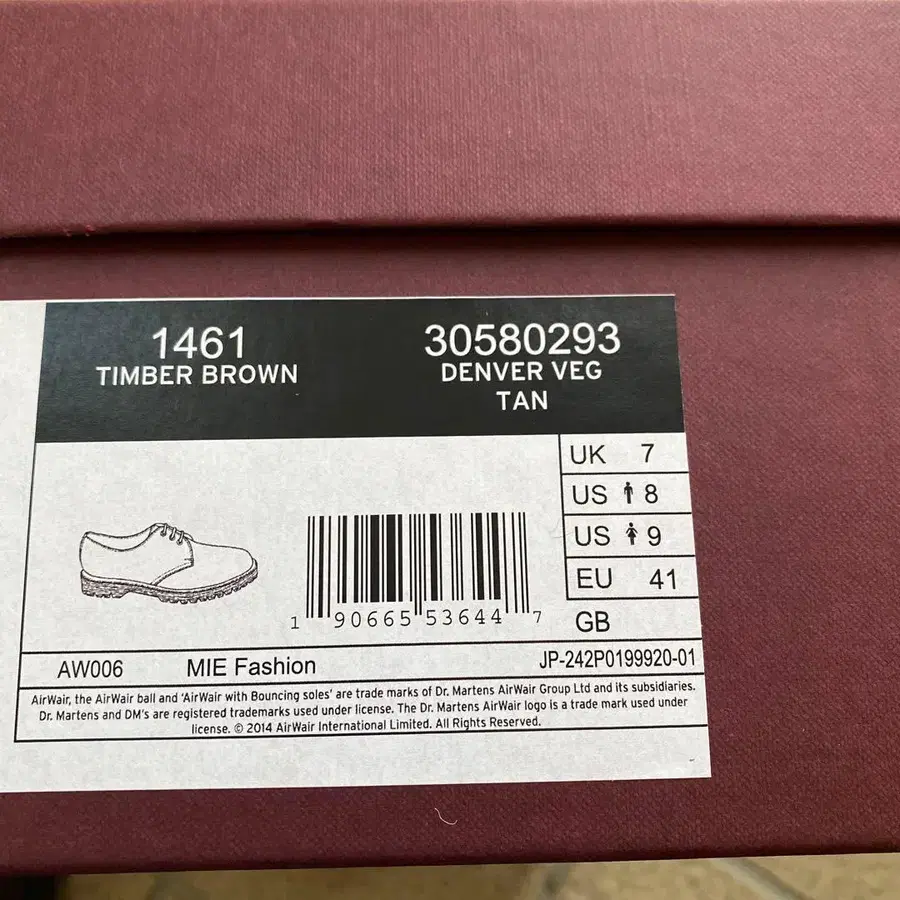 1461
TIMBER BROWN
30580293
DENVER VEG
TAN
UK 7
US 8
US 9
EU 41
GB
1 90665 53644 7
AW006 MIE Fashion JP-242P0199920-01
AirWair, the AirWair ball and 'AirWair with Bouncing soles' are trade marks of Dr. Martens AirWair Group Ltd and its subsidiaries.
Dr. Martens and DM's are registered trademarks used under license. The Dr. Martens AirWair logo is a trade mark used under
license. © 2014 AirWair International Limited. All Rights Reserved.